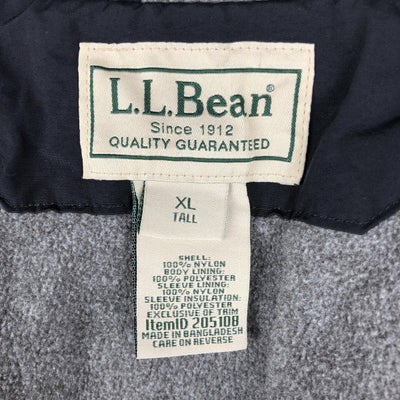 L.L.Bean®
Since 1912
QUALITY GUARANTEED
XL
TALL
SHELL:
100% NYLON
BODY LINING:
100% POLYESTER
SLEEVE LINING:
100% NYLON
SLEEVE INSULATION:
100% POLYESTER
EXCLUSIVE OF TRIM
ItemID 205108
MADE IN BANGLADESH
CARE ON REVERSE